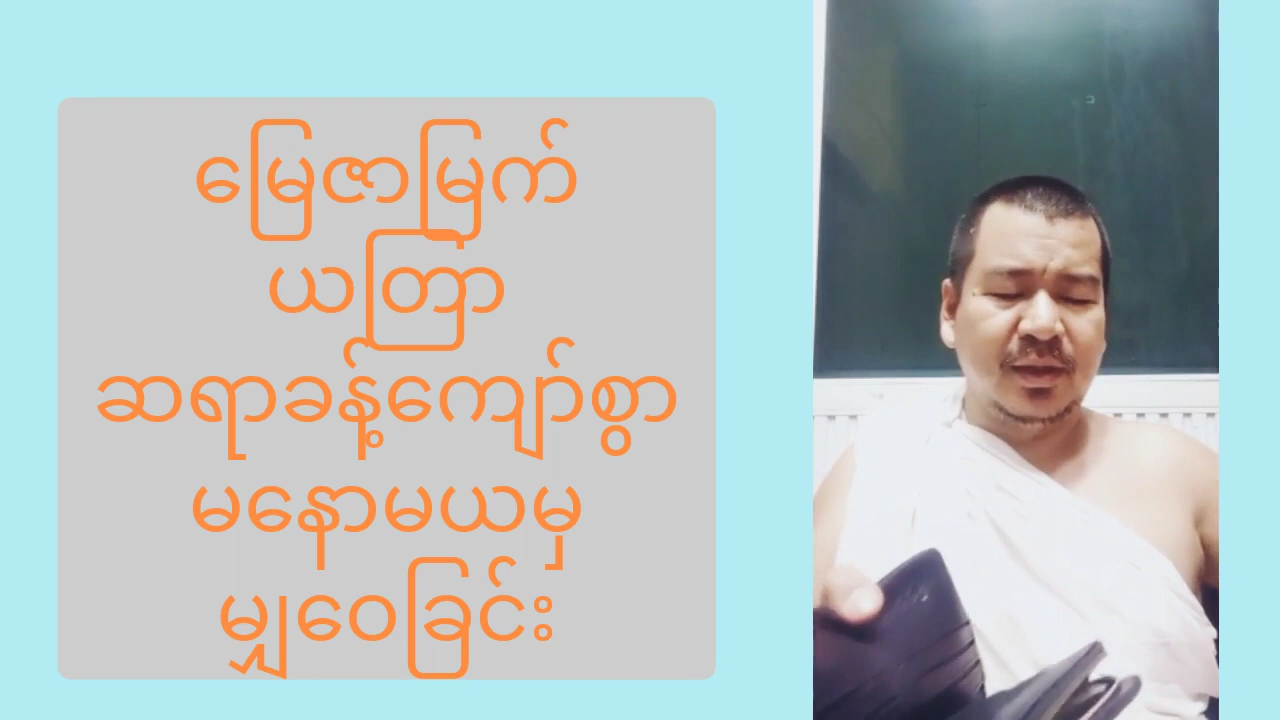 မြေဇာမြက်
ယတြာ
ဆရာခန့်ကျော်စွာ
မနောမယမှ
မျှဝေခြင်း